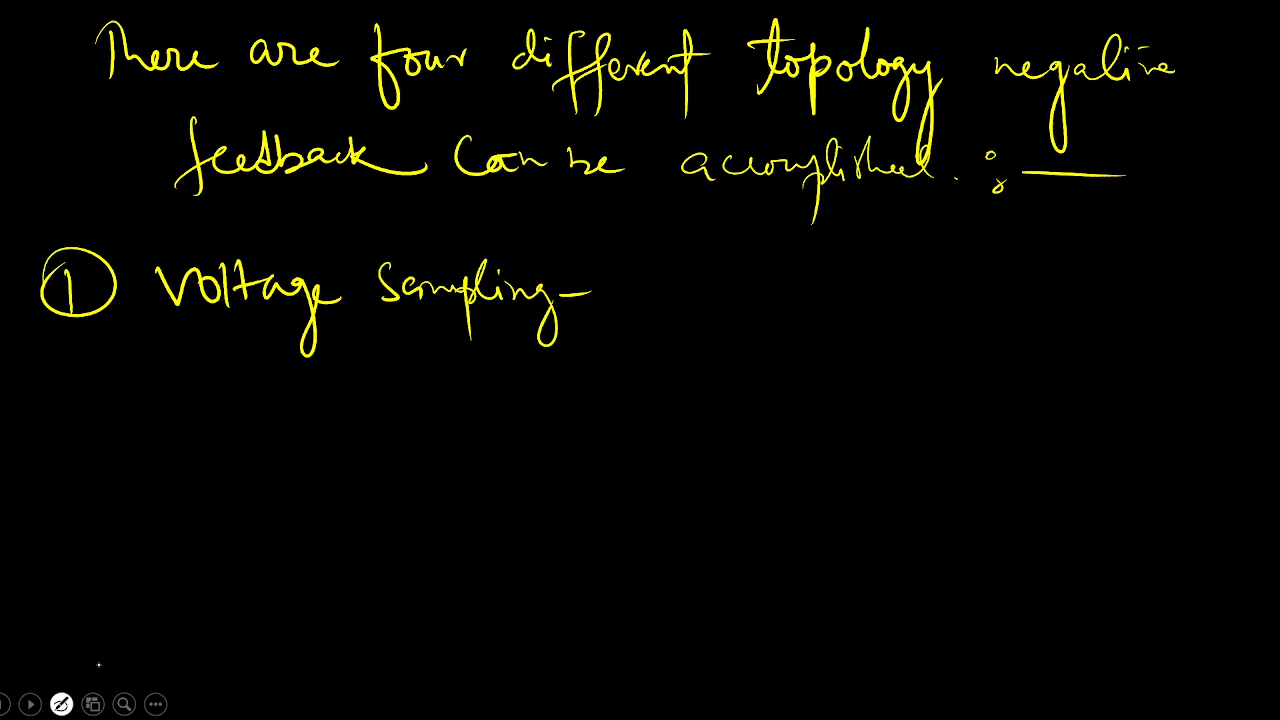 There are four different topology negative
feedback can be accomplished. :—
① Voltage sampling-